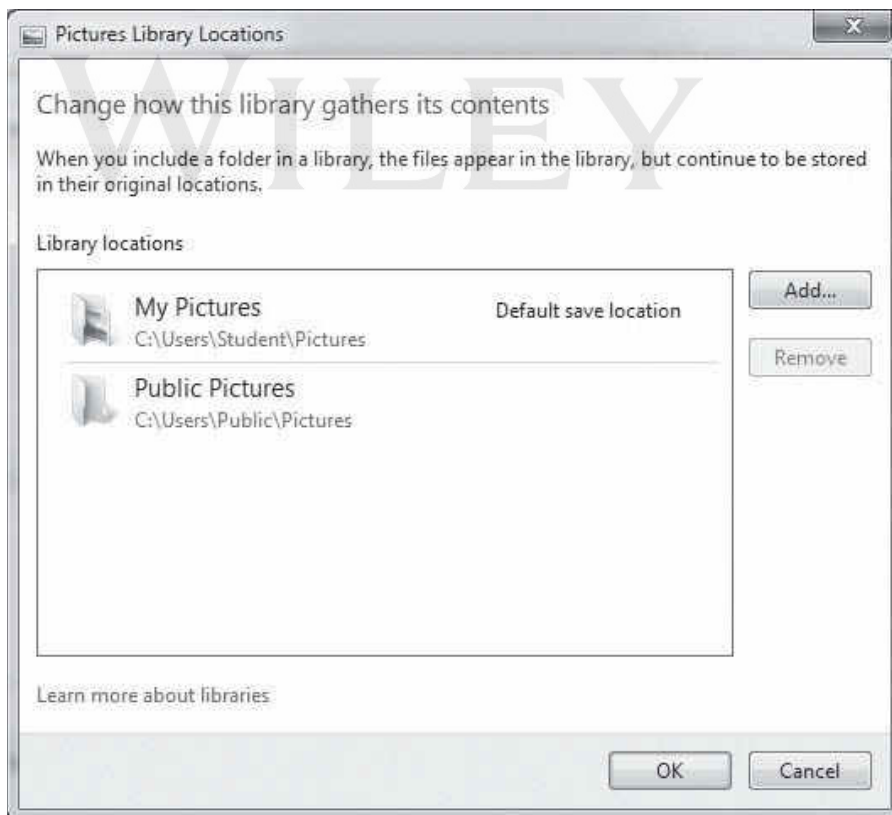 Pictures Library Locations
X
WILEY
Change how this library gathers its contents
When you include a folder in a library, the files appear in the library, but continue to be stored
in their original locations.
Library locations
My Pictures
Default save location
C:\Users\Student\Pictures
Public Pictures
C:\Users\Public\Pictures
Add...
Remove
Learn more about libraries
OK
Cancel